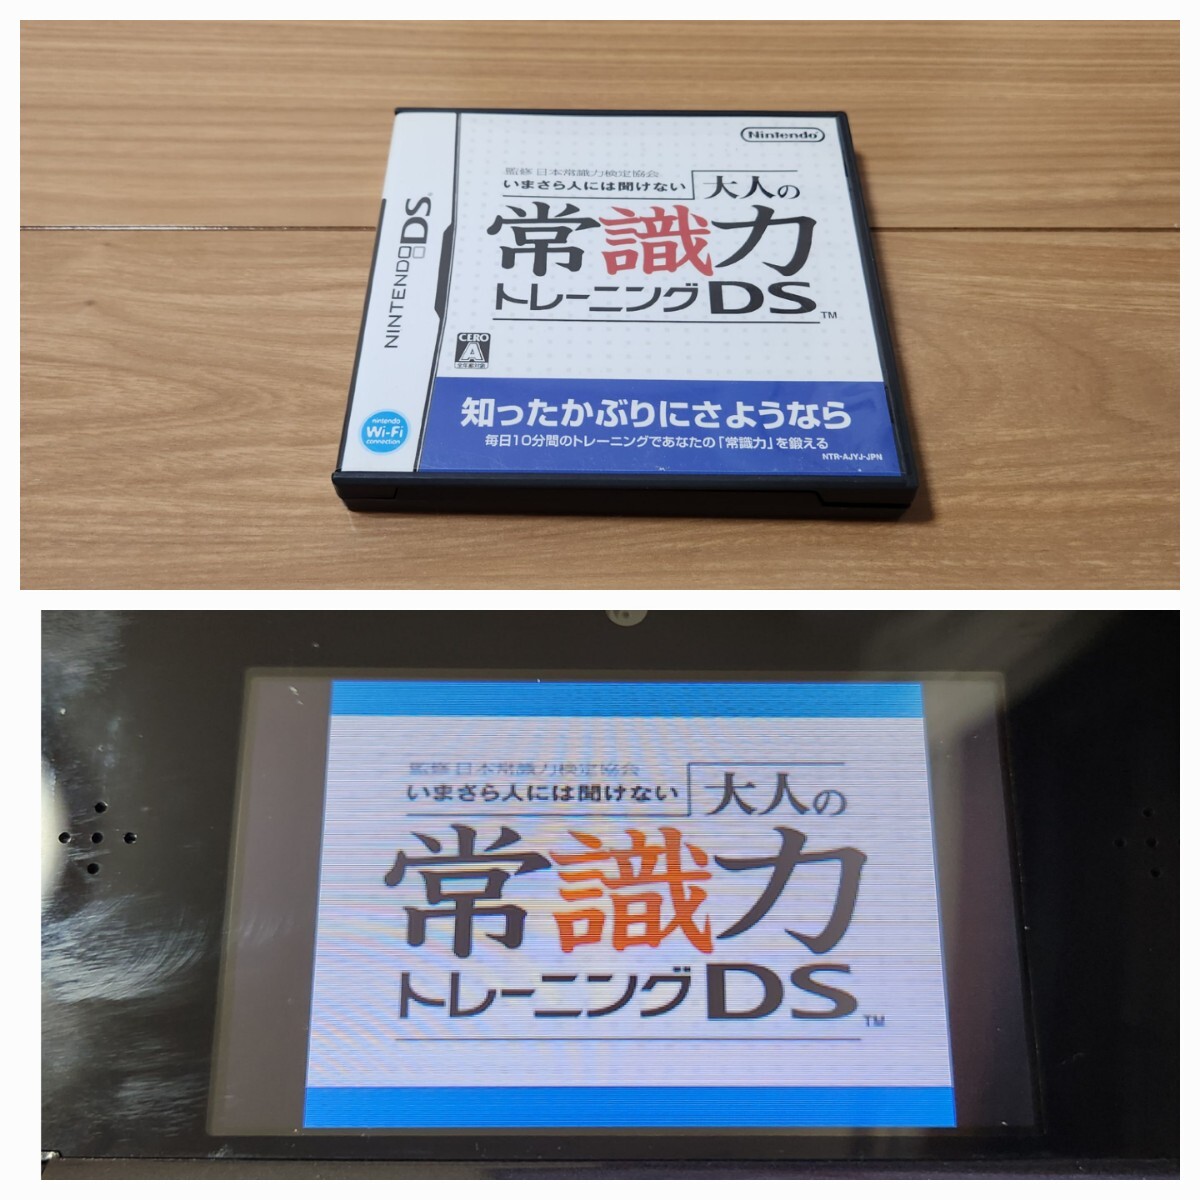 Nintendo
NINTENDO DS
監修 日本常識力検定協会
いまさら人には聞けない
大人の
常識力
トレーニングDS
TM
CERO
A
全年齢対象
知ったかぶりにさようなら
毎日10分間のトレーニングであなたの「常識力」を鍛える
NTR-AJYJ-JPN
nintendo
Wi-Fi
connection
監修 日本常識力検定協会
いまさら人には聞けない
大人の
常識力
トレーニングDS
TM